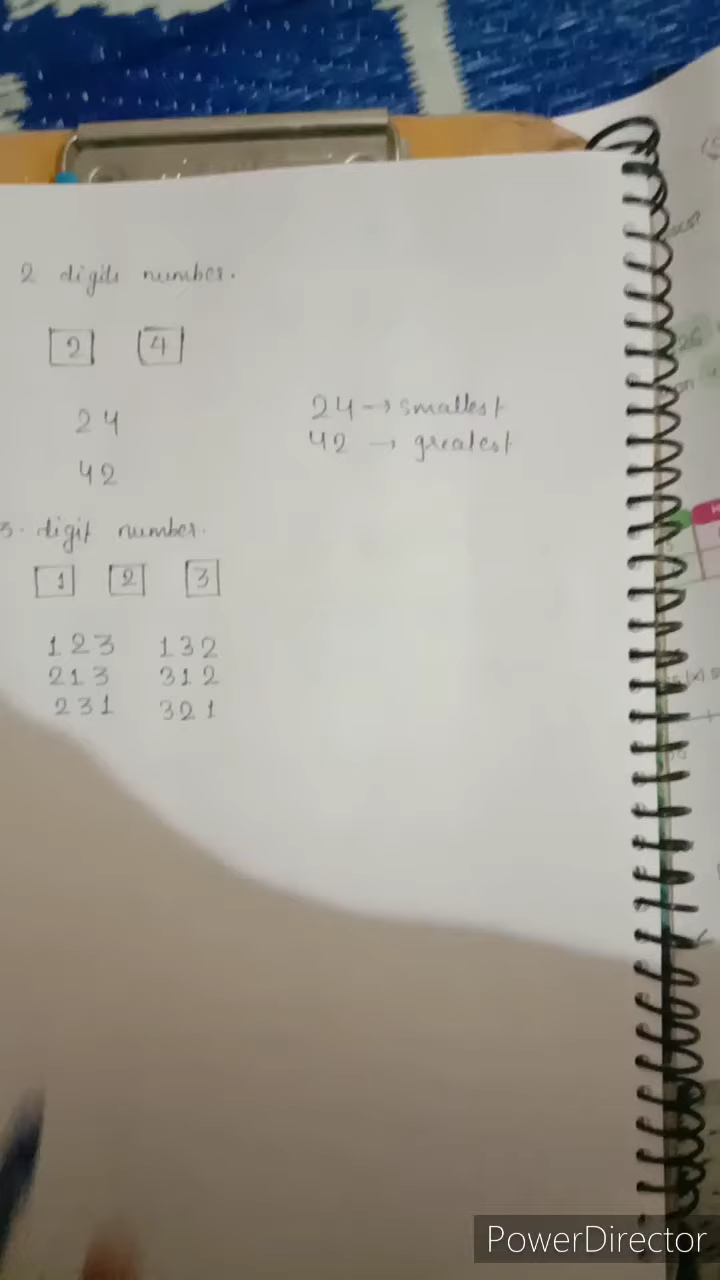 2 digits number.
2 4
24
42
24 → smallest
42 → greatest
3. digit number.
1 2 3
123 132
213 312
231 321
PowerDirector